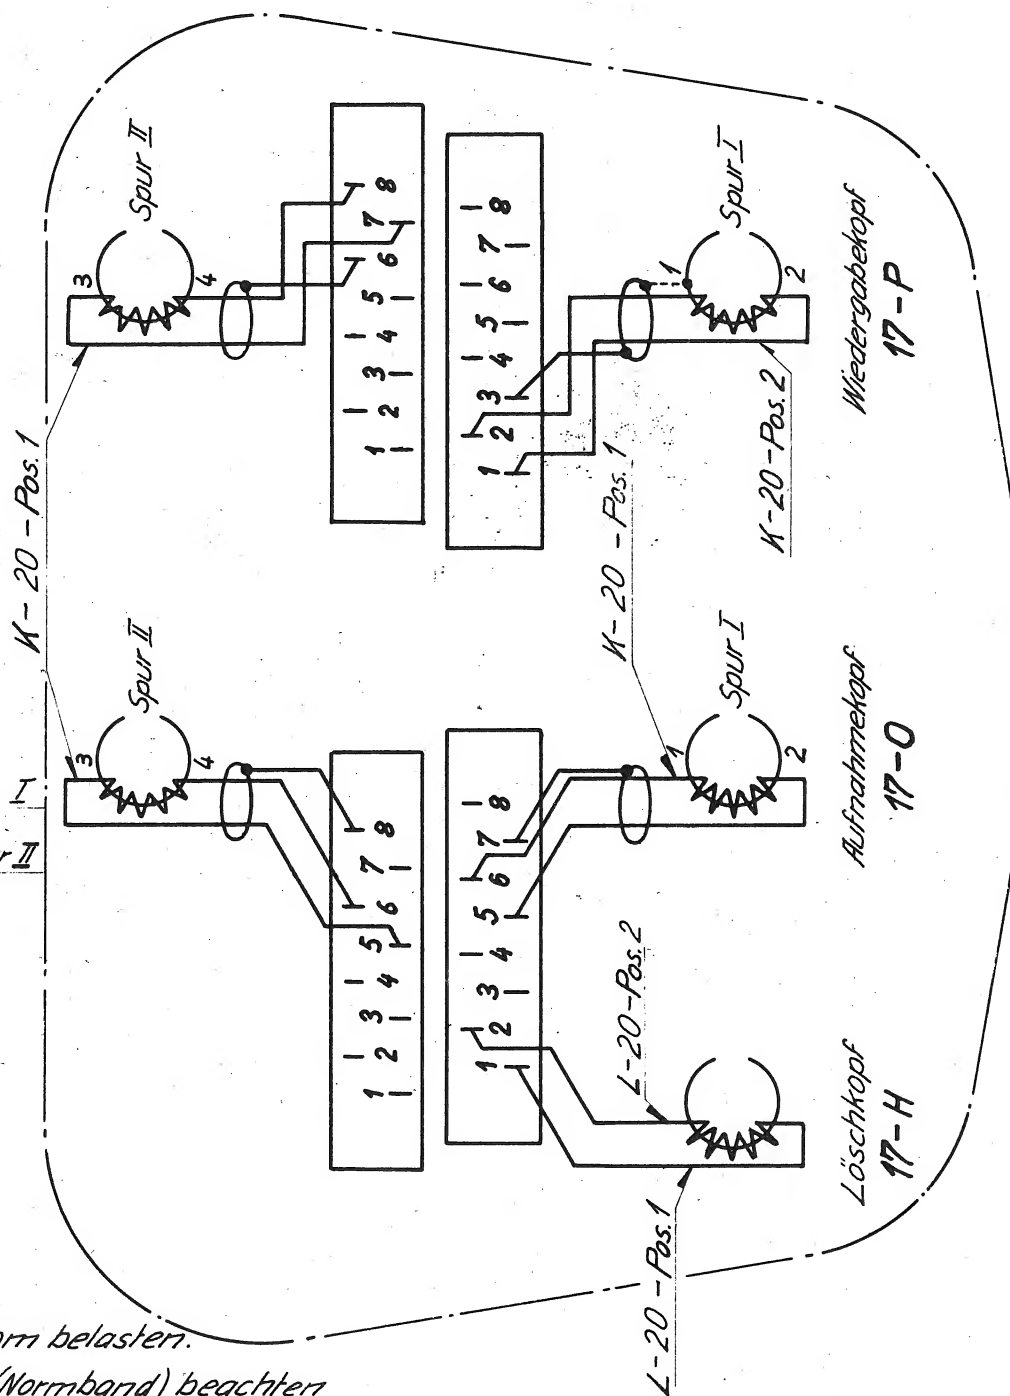 K-20-Pos.1
Spur II
3
4
1 2 3 4 5 6 7 8
1 2 3 4 5 6 7 8
Spur I
1
2
K-20-Pos.2
Wiedergabekopf
17-P
Spur II
3
4
1 2 3 4 5 6 7 8
1 2 3 4 5 6 7 8
K-20-Pos.1
Spur I
1
2
Aufnahmekopf
17-O
L-20-Pos.2
L-20-Pos.1
Löschkopf
17-H
I
r II
belasten.
(Normband) beachten